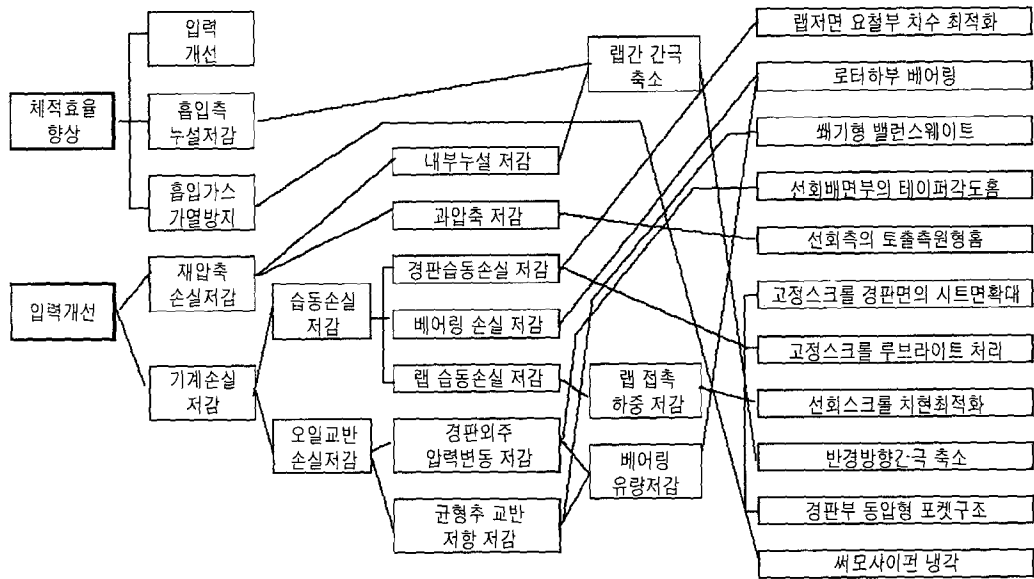 체적효율
향상
입력
개선
흡입측
누설저감
흡입가스
가열방지
입력개선
재압축
손실저감
기계손실
저감
습동손실
저감
오일교반
손실저감
내부누설 저감
과압축 저감
경판습동손실 저감
베어링 손실 저감
랩 습동손실 저감
경판외주
압력변동 저감
균형추 교반
저항 저감
랩간 간극
축소
랩 접촉
하중 저감
베어링
유량저감
랩저면 요철부 치수 최적화
로터하부 베어링
쐐기형 밸런스웨이트
선회배면부의 테이퍼각도홈
선회측의 토출측원형홈
고정스크롤 경판면의 시트면확대
고정스크롤 루브라이트 처리
선회스크롤 치현최적화
반경방향간극 축소
경판부 동압형 포켓구조
써모사이펀 냉각